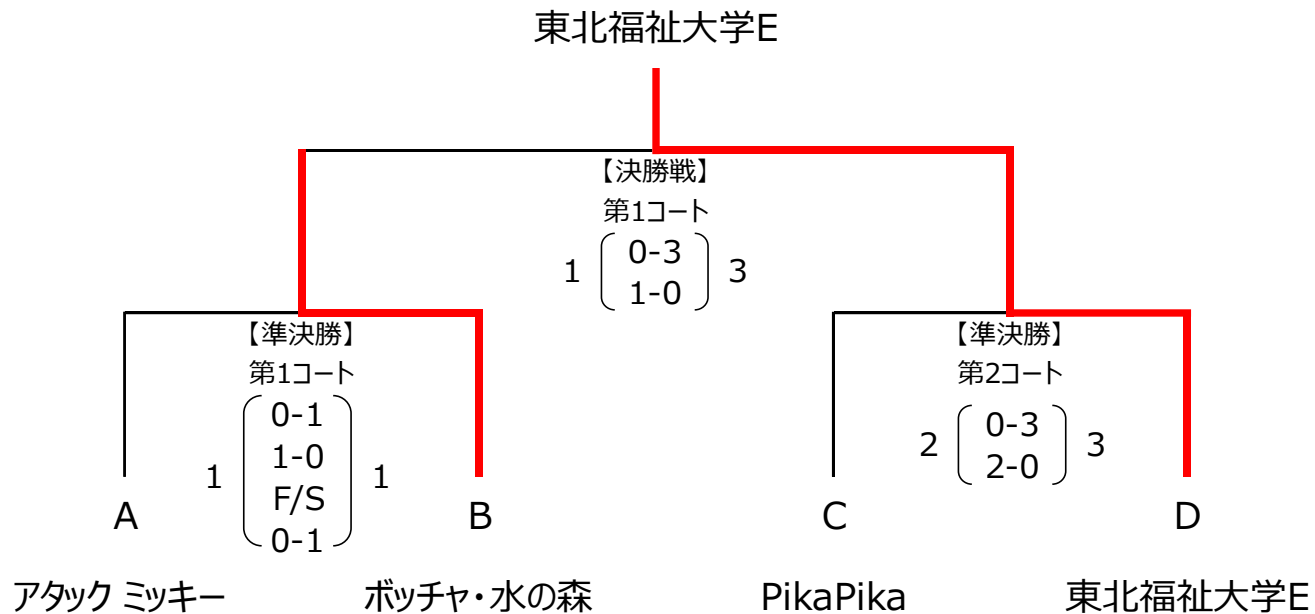 東北福祉大学E
【決勝戦】
第1コート
1 0-3 3
1-0
【準決勝】
第1コート
0-1
1-0
1 1
F/S
0-1
【準決勝】
第2コート
2 0-3 3
2-0
A B C D
アタック ミッキー ボッチャ・水の森 PikaPika 東北福祉大学E